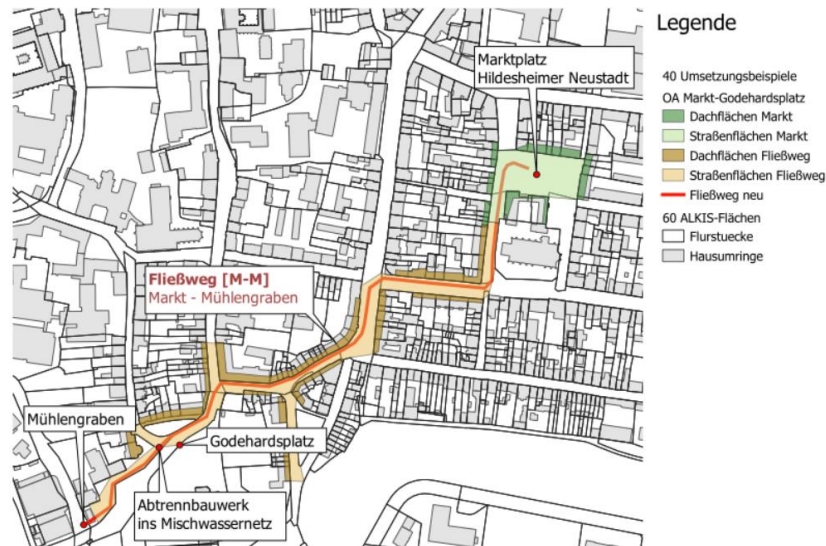 Legende
Marktplatz
Hildesheimer Neustadt
40 Umsetzungsbeispiele
OA Markt-Godehardsplatz
Dachflächen Markt
Straßenflächen Markt
Dachflächen Fließweg
Straßenflächen Fließweg
Fließweg neu
60 ALKIS-Flächen
Flurstuecke
Hausumringe
Fließweg [M-M]
Markt - Mühlengraben
Mühlengraben
Godehardsplatz
Abtrennbauwerk
ins Mischwassernetz